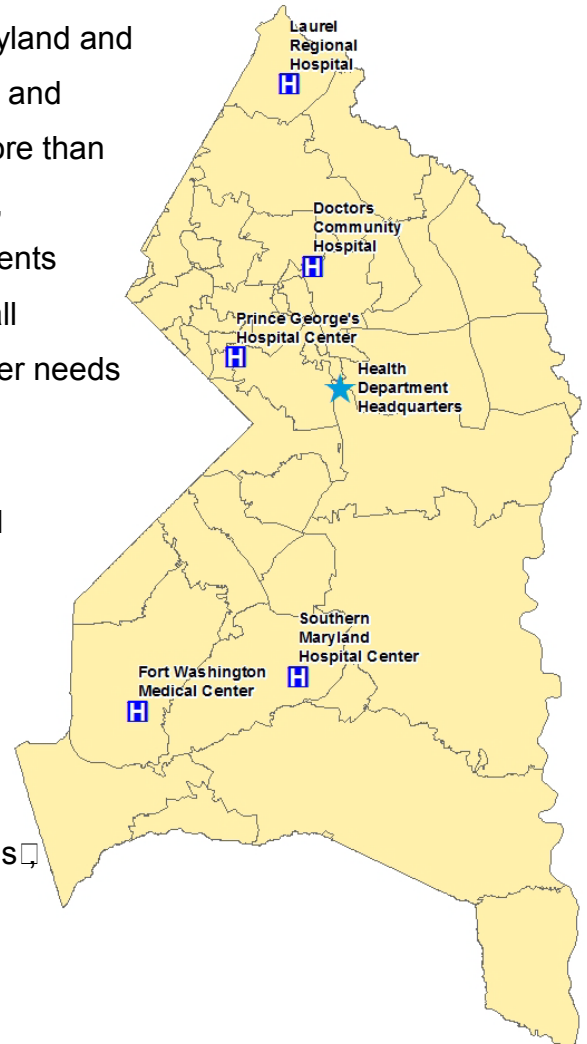 yland and
and
ore than
,
ents
all
er needs
d
s□,
Laurel
Regional
Hospital
H
Doctors
Community
Hospital
H
Prince George's
Hospital Center
H
Health
Department
Headquarters
Southern
Maryland
Hospital Center
H
Fort Washington
Medical Center
H